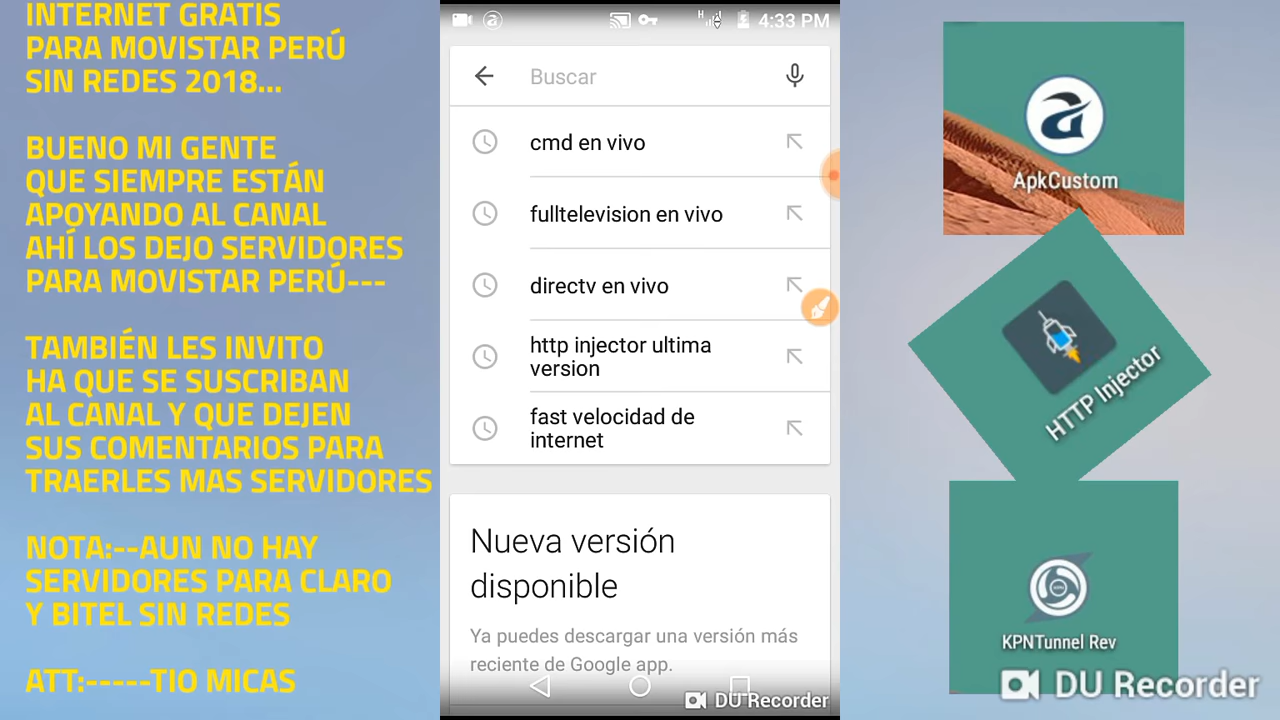 INTERNET GRATIS
PARA MOVISTAR PERÚ
SIN REDES 2018...
BUENO MI GENTE
QUE SIEMPRE ESTÁN
APOYANDO AL CANAL
AHÍ LOS DEJO SERVIDORES
PARA MOVISTAR PERÚ---
TAMBIÉN LES INVITO
HA QUE SE SUSCRIBAN
AL CANAL Y QUE DEJEN
SUS COMENTARIOS PARA
TRAERLES MAS SERVIDORES
NOTA:--AUN NO HAY
SERVIDORES PARA CLARO
Y BITEL SIN REDES
ATT:-----TIO MICAS
H 4:33 PM
Buscar
cmd en vivo
fulltelevision en vivo
directv en vivo
http injector ultima
version
fast velocidad de
internet
Nueva versión
disponible
Ya puedes descargar una versión más
reciente de Google app.
DU Recorder
ApkCustom
HTTP Injector
KPNTunnel Rev
DU Recorder